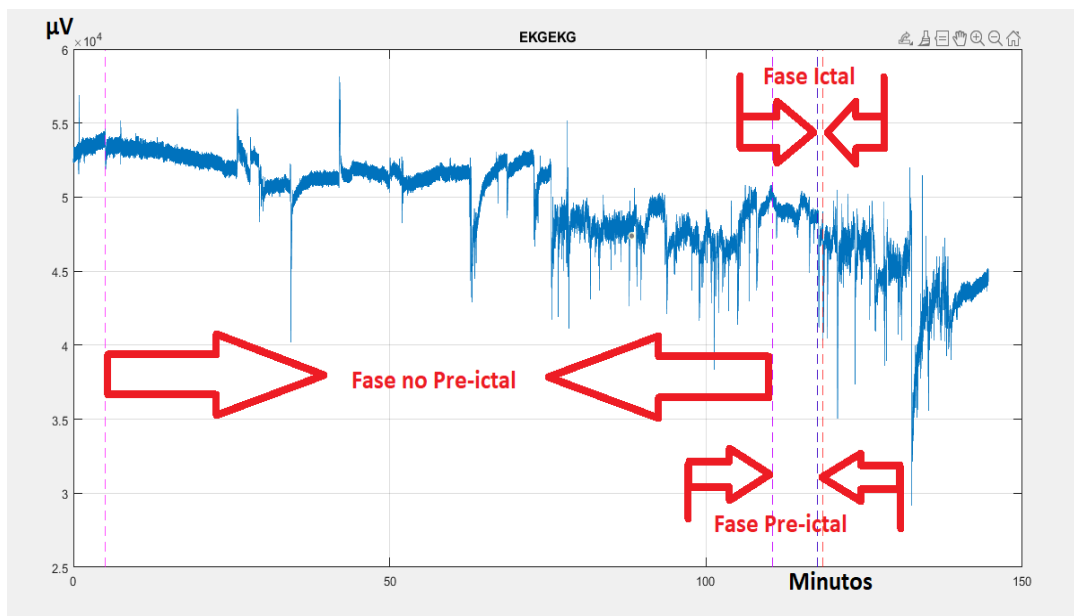 µV
×10⁴
EKGEKG
6
5.5
5
4.5
4
3.5
3
2.5
Fase Ictal
Fase no Pre-ictal
Fase Pre-ictal
0
50
100
150
Minutos